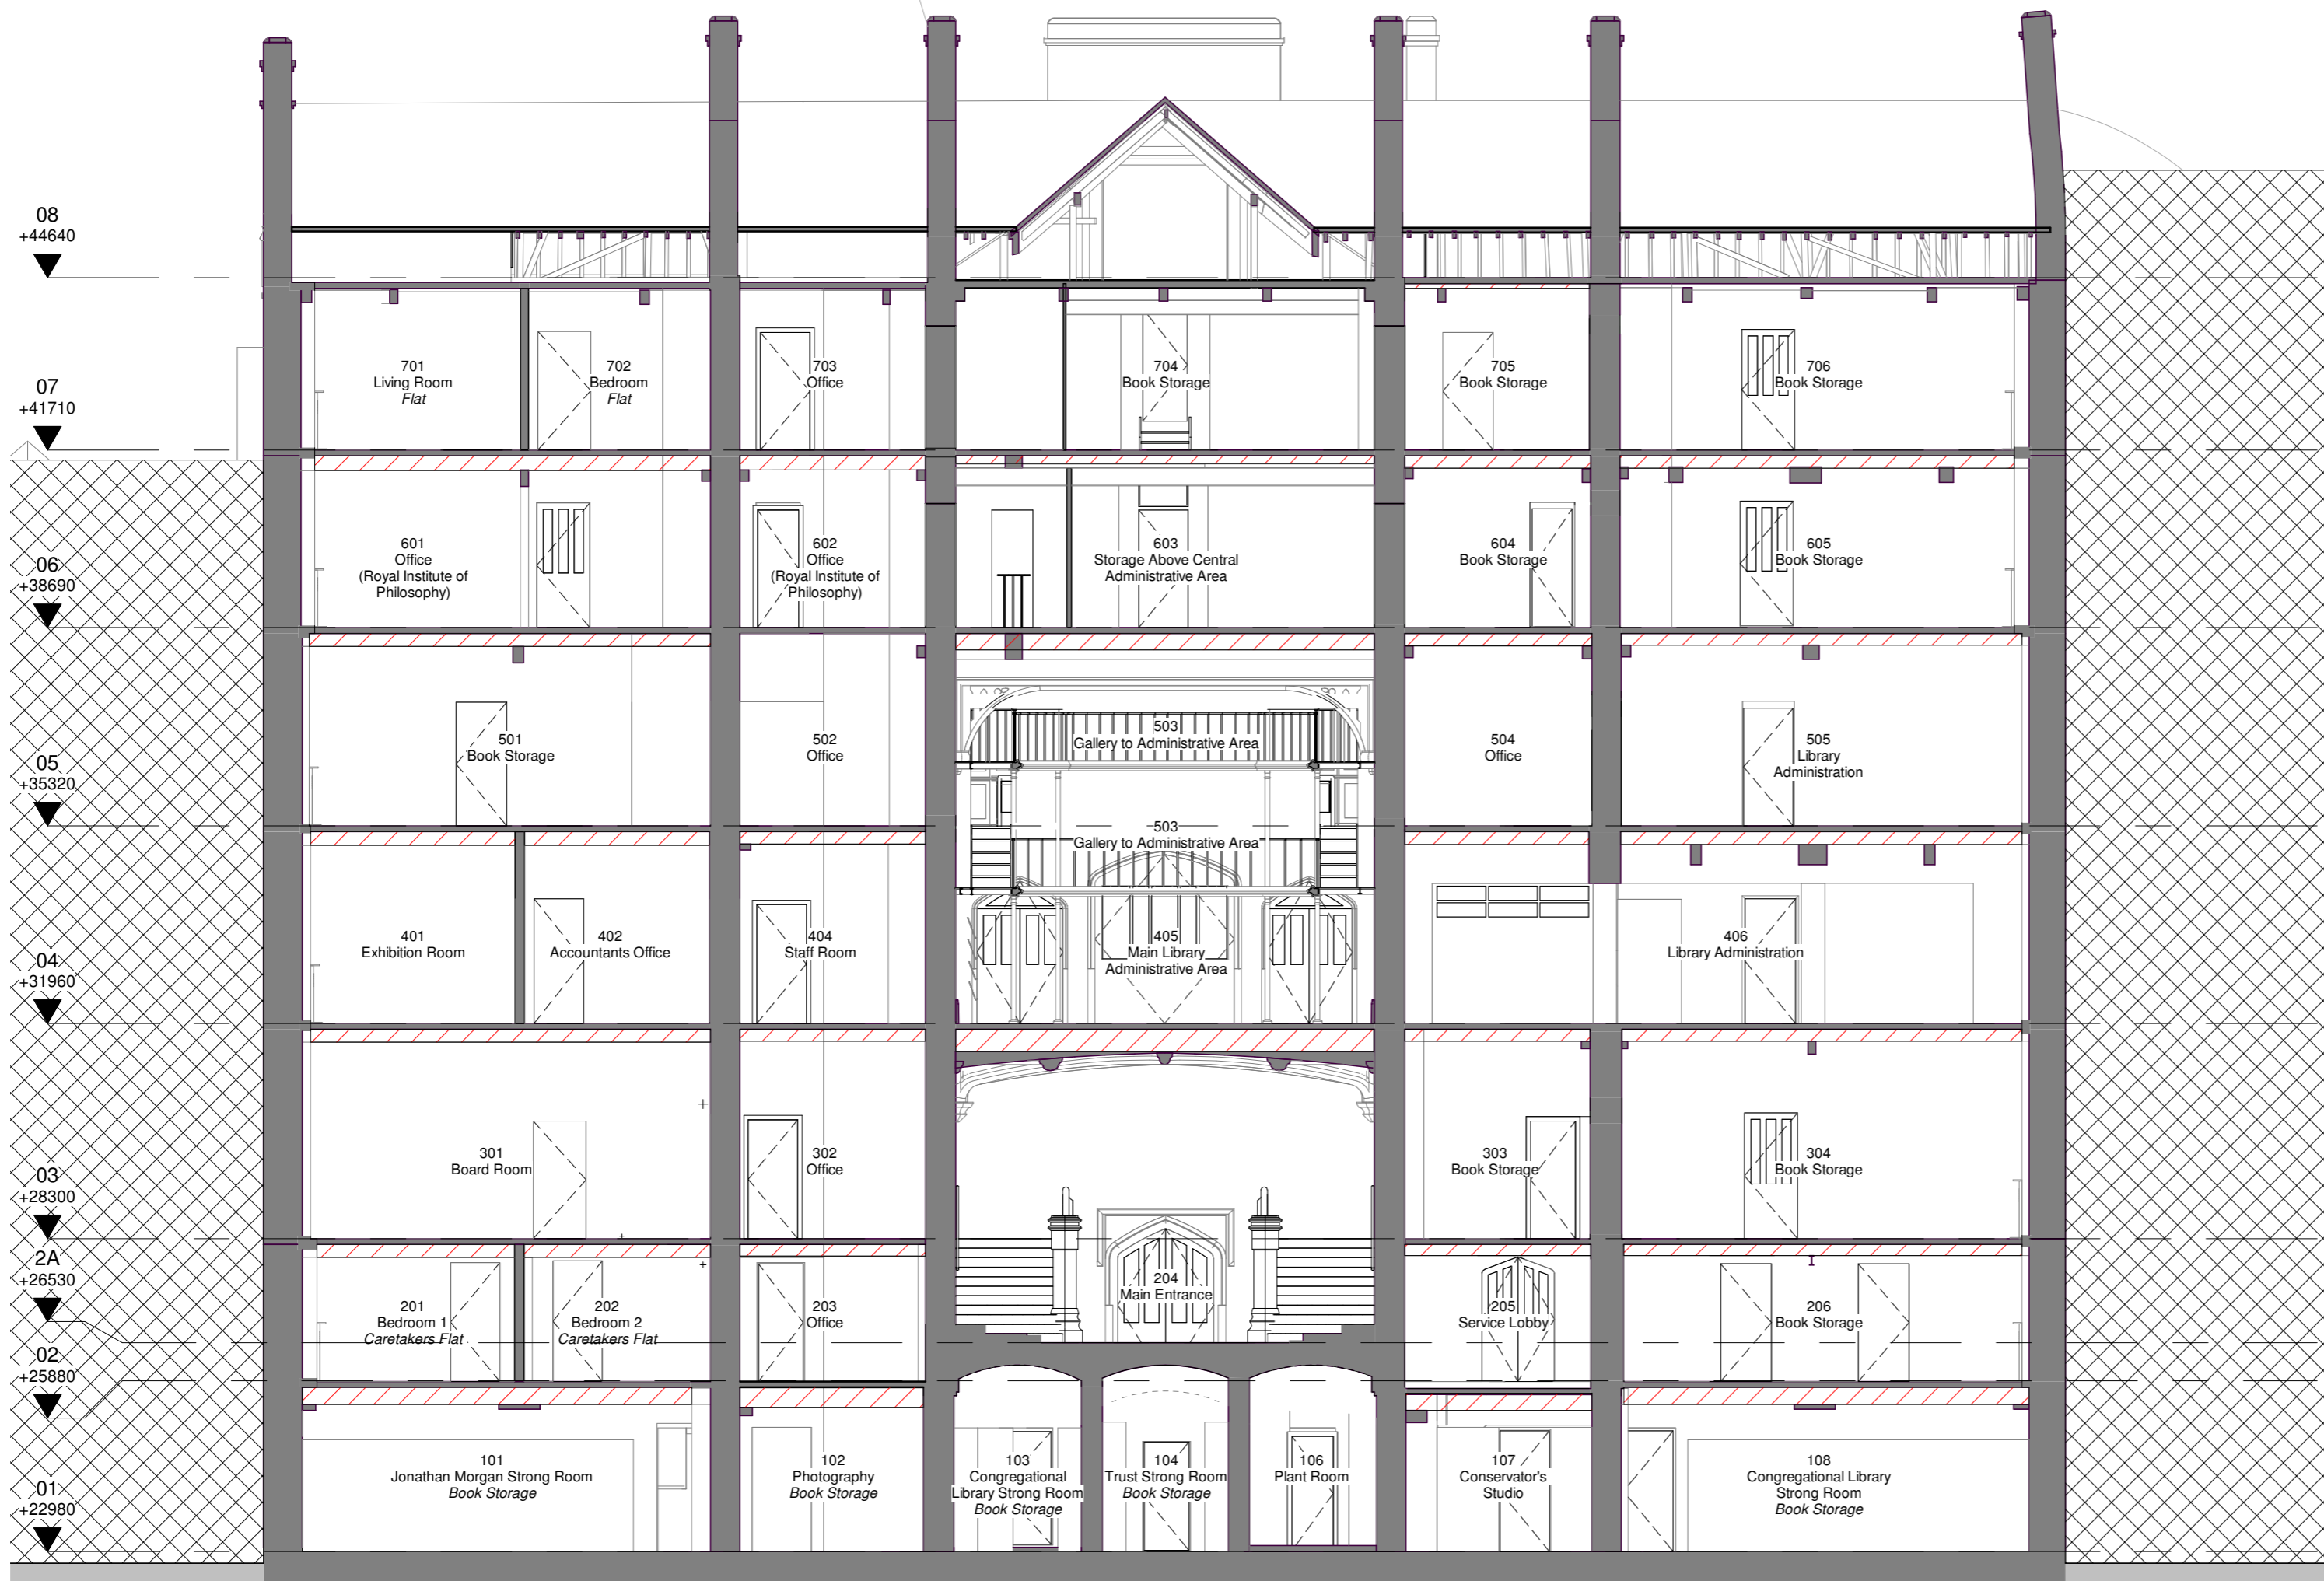 08
+44640
07
+41710
701
Living Room
Flat
702
Bedroom
Flat
703
Office
704
Book Storage
705
Book Storage
706
Book Storage
06
+38690
601
Office
(Royal Institute of
Philosophy)
602
Office
(Royal Institute of
Philosophy)
603
Storage Above Central
Administrative Area
604
Book Storage
605
Book Storage
05
+35320
501
Book Storage
502
Office
503
Gallery to Administrative Area
504
Office
505
Library
Administration
503
Gallery to Administrative Area
04
+31960
401
Exhibition Room
402
Accountants Office
404
Staff Room
405
Main Library
Administrative Area
406
Library Administration
03
+28300
301
Board Room
302
Office
303
Book Storage
304
Book Storage
2A
+26530
201
Bedroom 1
Caretakers Flat
202
Bedroom 2
Caretakers Flat
203
Office
204
Main Entrance
205
Service Lobby
206
Book Storage
02
+25880
01
+22980
101
Jonathan Morgan Strong Room
Book Storage
102
Photography
Book Storage
103
Congregational
Library Strong Room
Book Storage
104
Trust Strong Room
Book Storage
106
Plant Room
107
Conservator's
Studio
108
Congregational Library
Strong Room
Book Storage